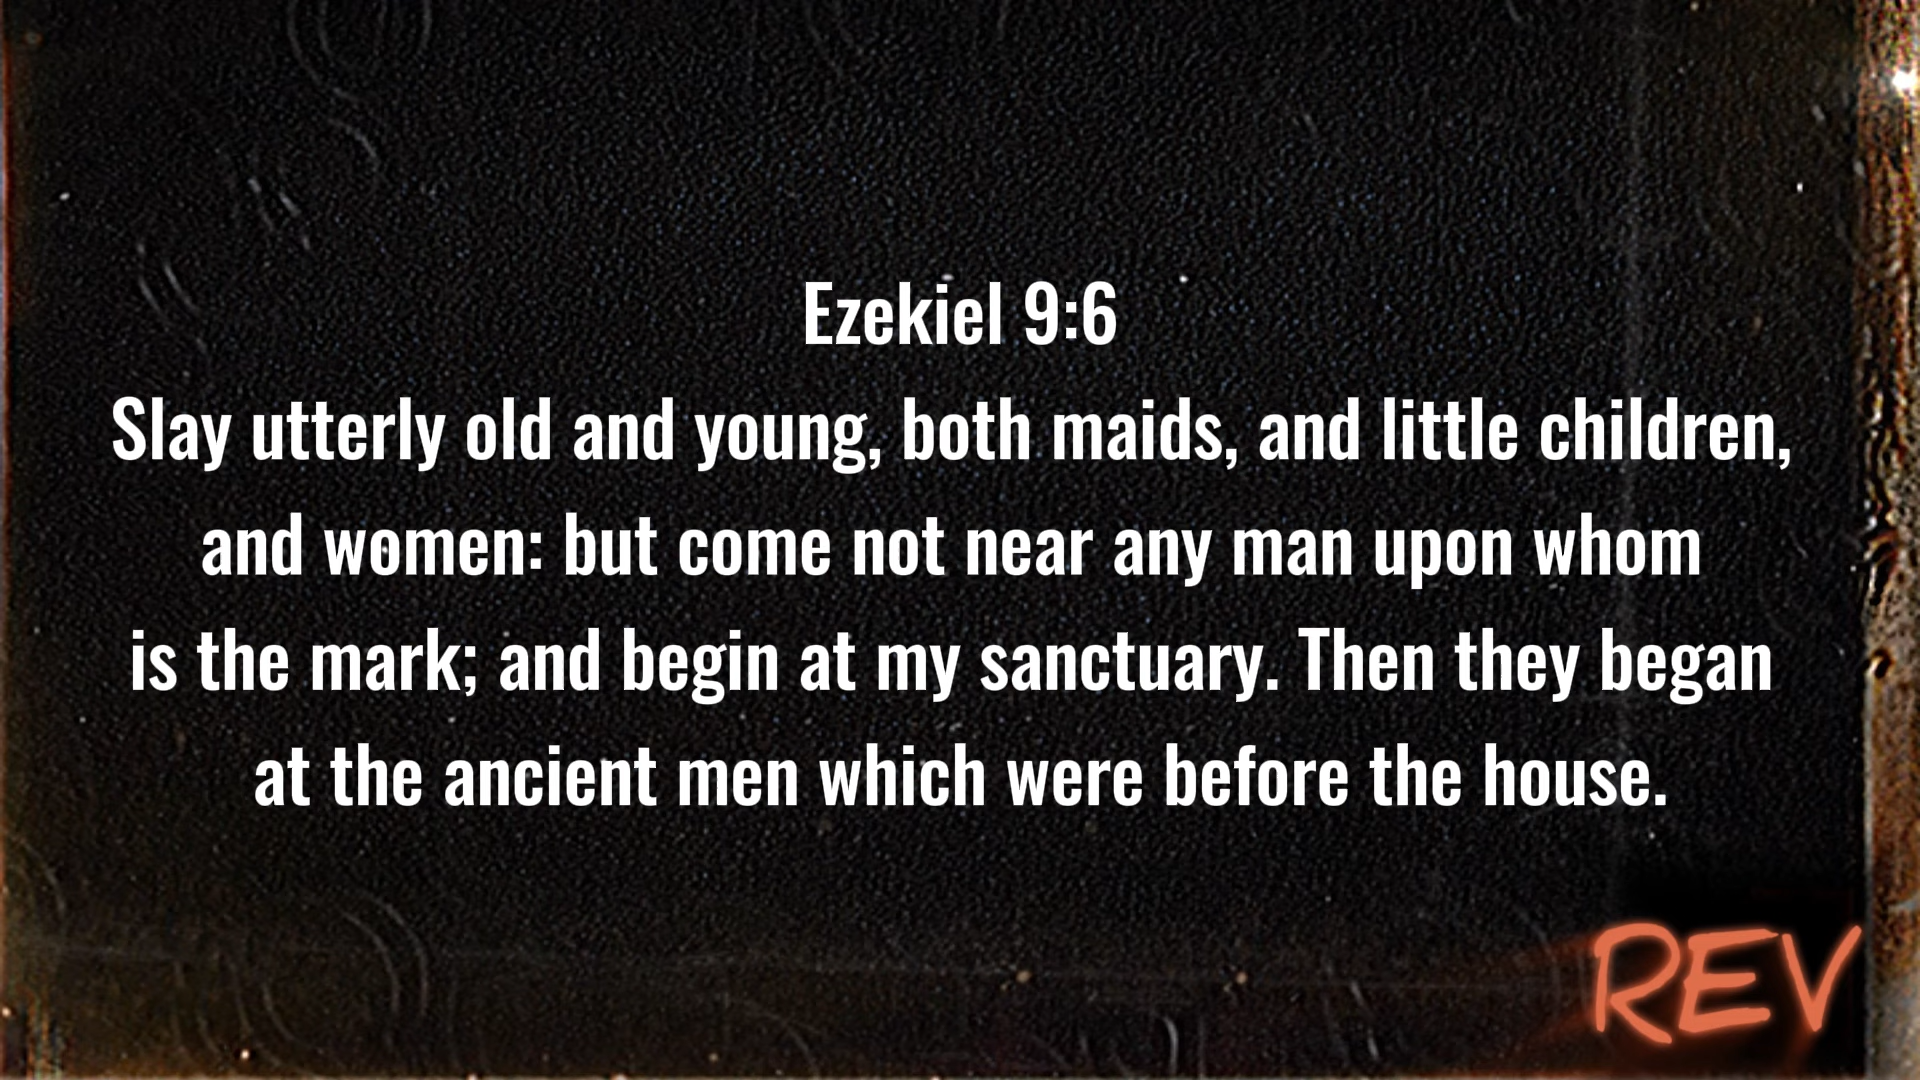 Ezekiel 9:6
Slay utterly old and young, both maids, and little children,
and women: but come not near any man upon whom
is the mark; and begin at my sanctuary. Then they began
at the ancient men which were before the house.
REV